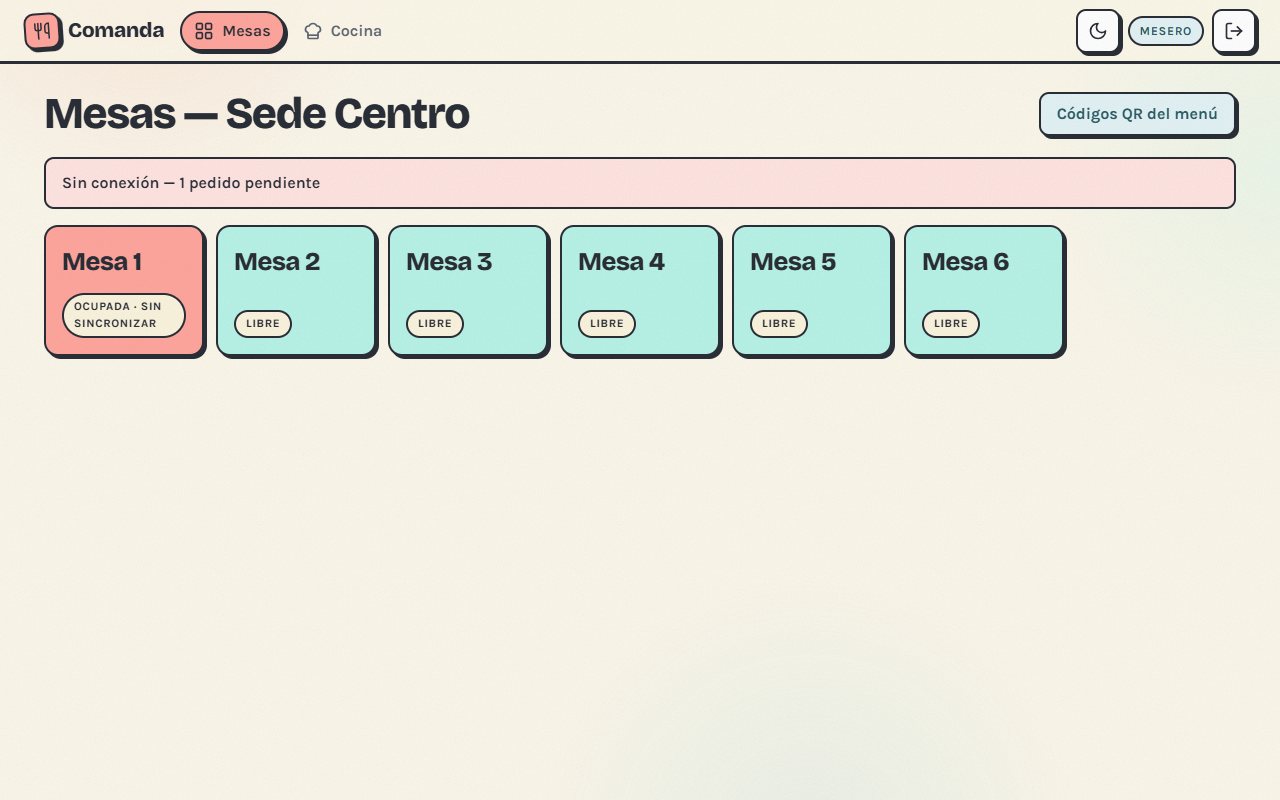 Comanda
Mesas
Cocina
MESERO
Mesas — Sede Centro
Códigos QR del menú
Sin conexión — 1 pedido pendiente
Mesa 1
OCUPADA · SIN
SINCRONIZAR
Mesa 2
LIBRE
Mesa 3
LIBRE
Mesa 4
LIBRE
Mesa 5
LIBRE
Mesa 6
LIBRE